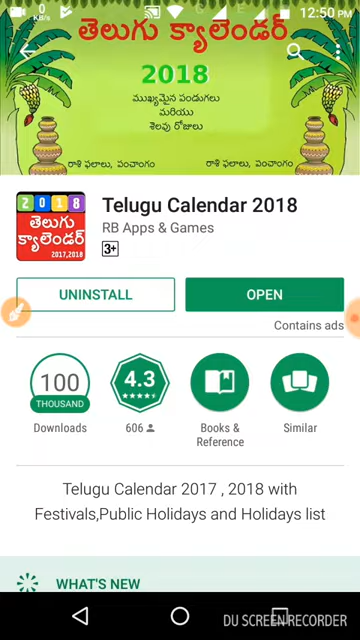 0
KB/s
12:50 PM
తెలుగు క్యాలెండర్
2018
ముఖ్యమైన పండుగలు
మరియు
శెలవు రోజులు
రాశి ఫలాలు, పంచాంగం
రాశి ఫలాలు, పంచాంగం
2018
తెలుగు
క్యాలెండర్
2017,2018
Telugu Calendar 2018
RB Apps & Games
3+
UNINSTALL
OPEN
Contains ads
100
THOUSAND
Downloads
4.3
606
Books &
Reference
Similar
Telugu Calendar 2017 , 2018 with
Festivals,Public Holidays and Holidays list
WHAT'S NEW
DU SCREEN RECORDER